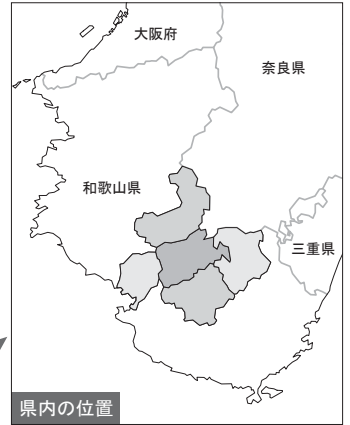 大阪府
奈良県
和歌山県
三重県
県内の位置